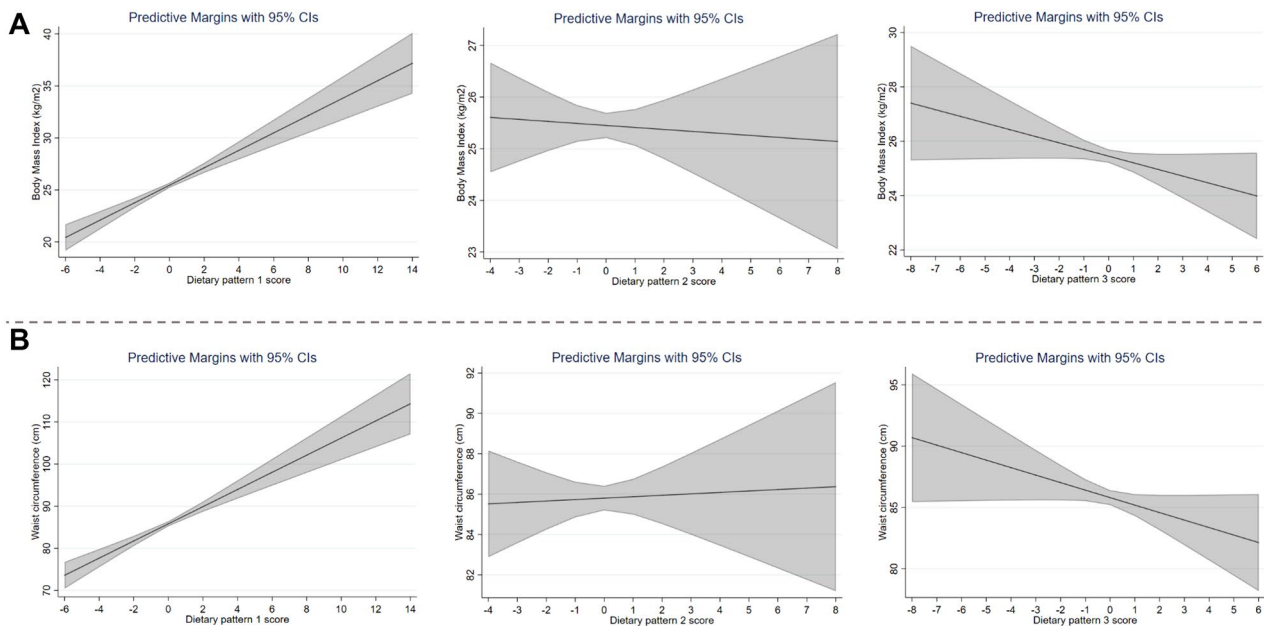 A
Predictive Margins with 95% CIs
Body Mass Index (kg/m2)
40
35
30
25
20
-6 -4 -2 0 2 4 6 8 10 12 14
Dietary pattern 1 score
Predictive Margins with 95% CIs
Body Mass Index (kg/m2)
27
26
25
24
23
-4 -3 -2 -1 0 1 2 3 4 5 6 7 8
Dietary pattern 2 score
Predictive Margins with 95% CIs
Body Mass Index (kg/m2)
30
28
26
24
22
-8 -7 -6 -5 -4 -3 -2 -1 0 1 2 3 4 5 6
Dietary pattern 3 score
B
Predictive Margins with 95% CIs
Waist circumference (cm)
120
110
100
90
80
70
-6 -4 -2 0 2 4 6 8 10 12 14
Dietary pattern 1 score
Predictive Margins with 95% CIs
Waist circumference (cm)
92
90
88
86
84
82
-4 -3 -2 -1 0 1 2 3 4 5 6 7 8
Dietary pattern 2 score
Predictive Margins with 95% CIs
Waist circumference (cm)
95
90
85
80
-8 -7 -6 -5 -4 -3 -2 -1 0 1 2 3 4 5 6
Dietary pattern 3 score